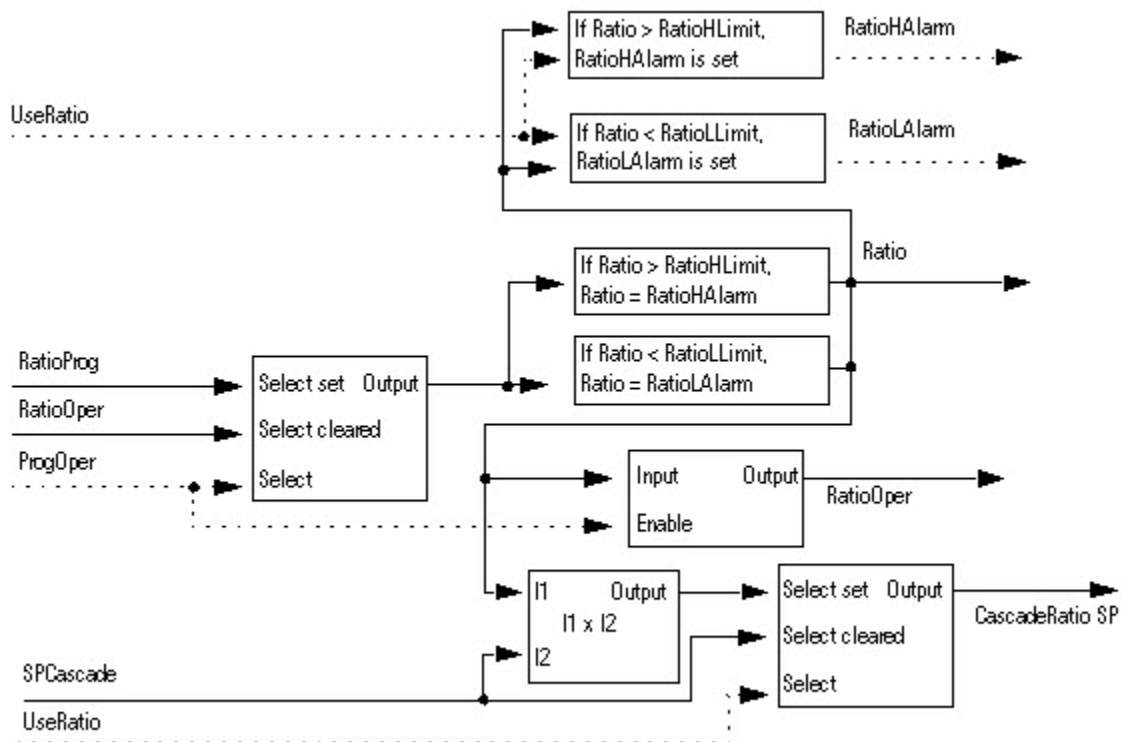 If Ratio > RatioHLimit,
RatioHAlarm is set
RatioHAlarm
UseRatio
If Ratio < RatioLLimit,
RatioLAlarm is set
RatioLAlarm
Ratio
If Ratio > RatioHLimit,
Ratio = RatioHAlarm
If Ratio < RatioLLimit,
Ratio = RatioLAlarm
RatioProg
RatioOper
ProgOper
Select set Output
Select cleared
Select
Input Output
Enable
RatioOper
I1 Output
I1 x I2
I2
Select set Output
Select cleared
Select
CascadeRatio SP
SPCascade
UseRatio